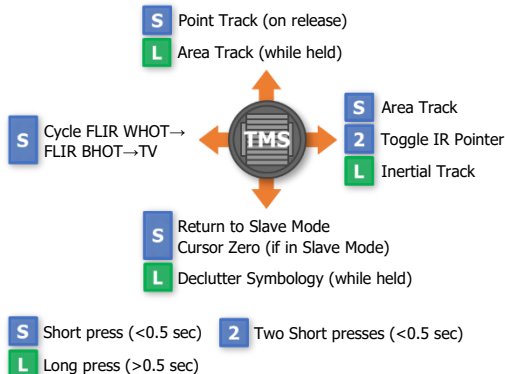 S Point Track (on release)
L Area Track (while held)
S Cycle FLIR WHOT→
FLIR BHOT→TV
TMS
S Area Track
2 Toggle IR Pointer
L Inertial Track
S Return to Slave Mode
Cursor Zero (if in Slave Mode)
L Declutter Symbology (while held)
S Short press (<0.5 sec) 2 Two Short presses (<0.5 sec)
L Long press (>0.5 sec)